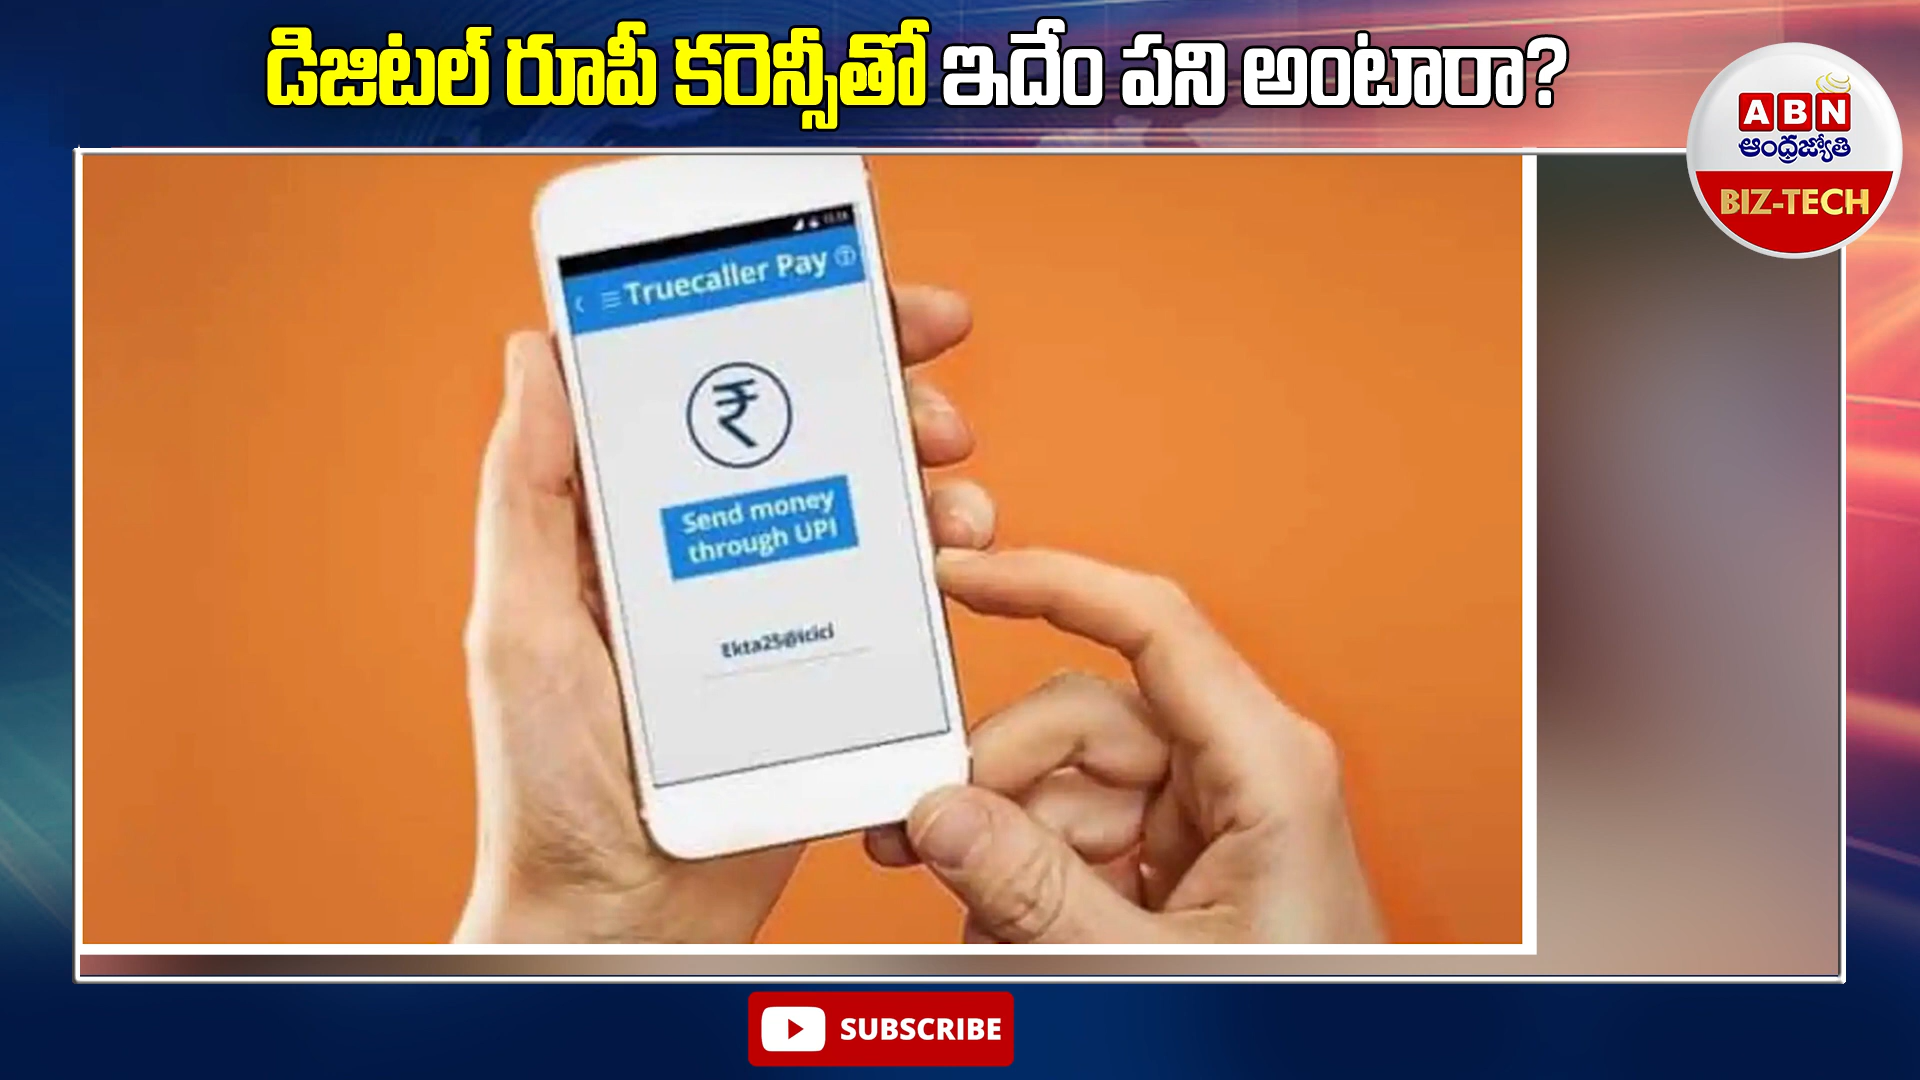 డిజిటల్ రూపీ కరెన్సీతో ఇదేం పని అంటారా?
ABN
ఆంధ్రజ్యోతి
BIZ-TECH
Truecaller Pay
₹
Send money
through UPI
Ekta25@icici
SUBSCRIBE